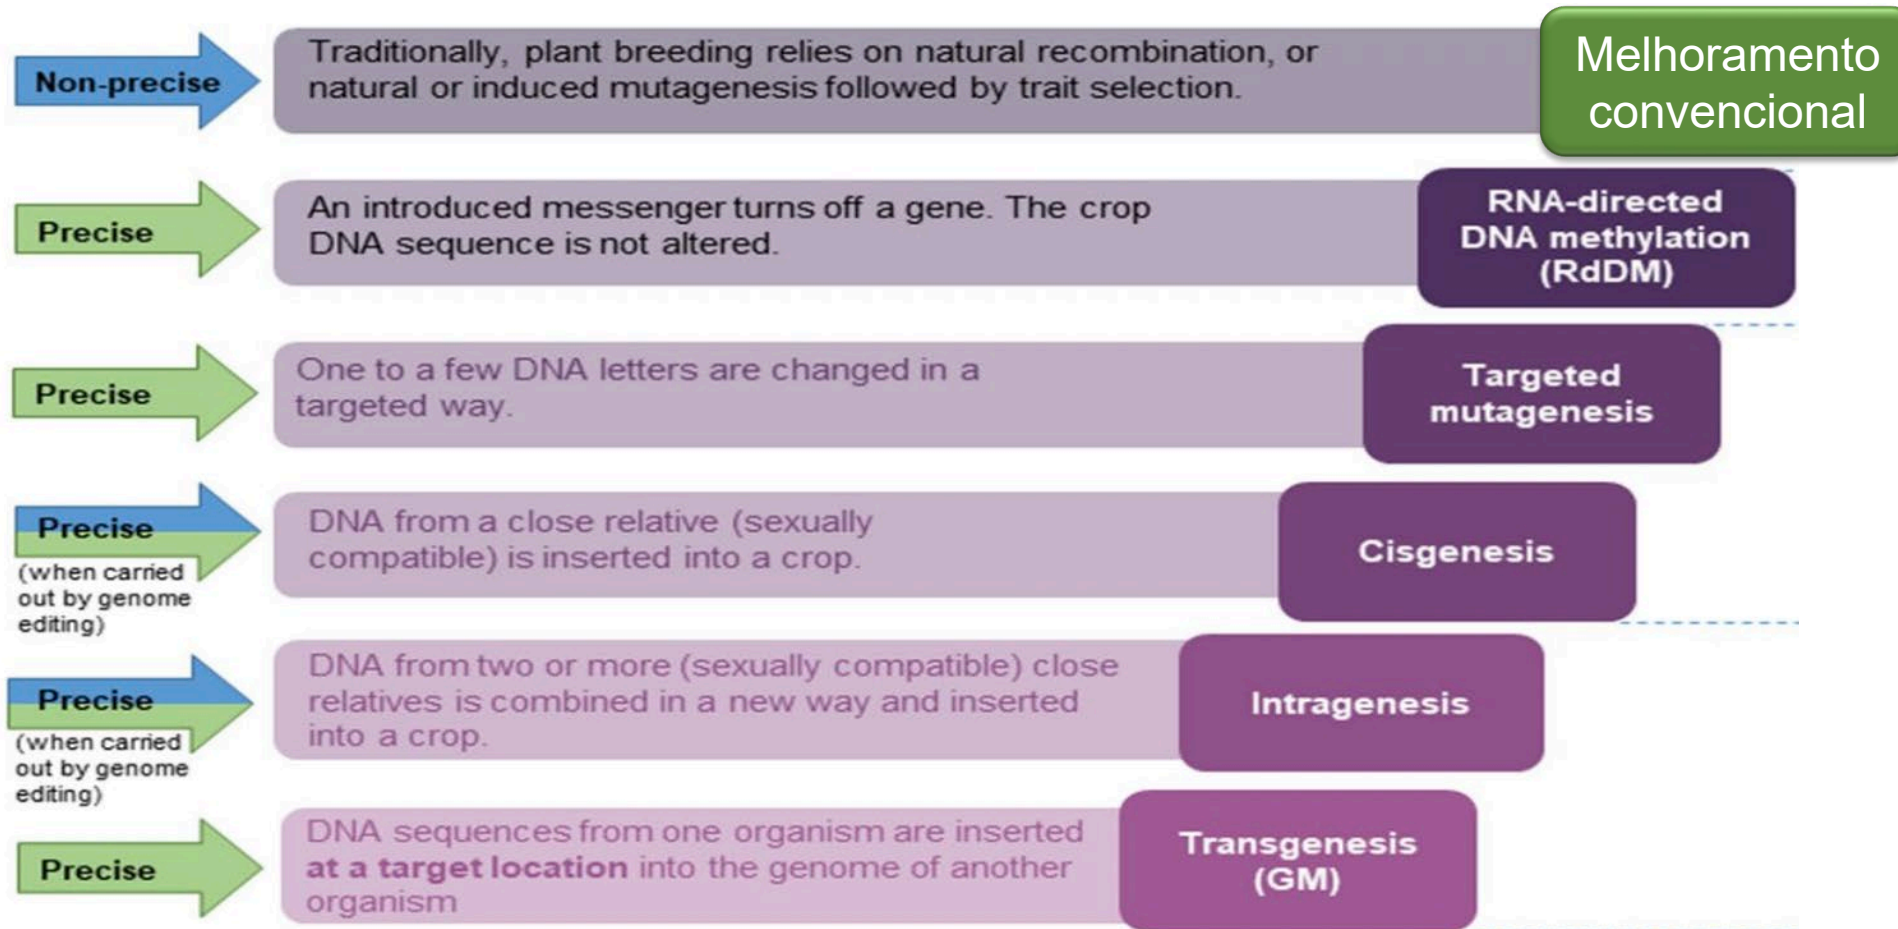 Non-precise
Traditionally, plant breeding relies on natural recombination, or
natural or induced mutagenesis followed by trait selection.
Melhoramento
convencional
Precise
An introduced messenger turns off a gene. The crop
DNA sequence is not altered.
RNA-directed
DNA methylation
(RdDM)
Precise
One to a few DNA letters are changed in a
targeted way.
Targeted
mutagenesis
Precise
(when carried
out by genome
editing)
DNA from a close relative (sexually
compatible) is inserted into a crop.
Cisgenesis
Precise
(when carried
out by genome
editing)
DNA from two or more (sexually compatible) close
relatives is combined in a new way and inserted
into a crop.
Intragenesis
Precise
DNA sequences from one organism are inserted
at a target location into the genome of another
organism
Transgenesis
(GM)